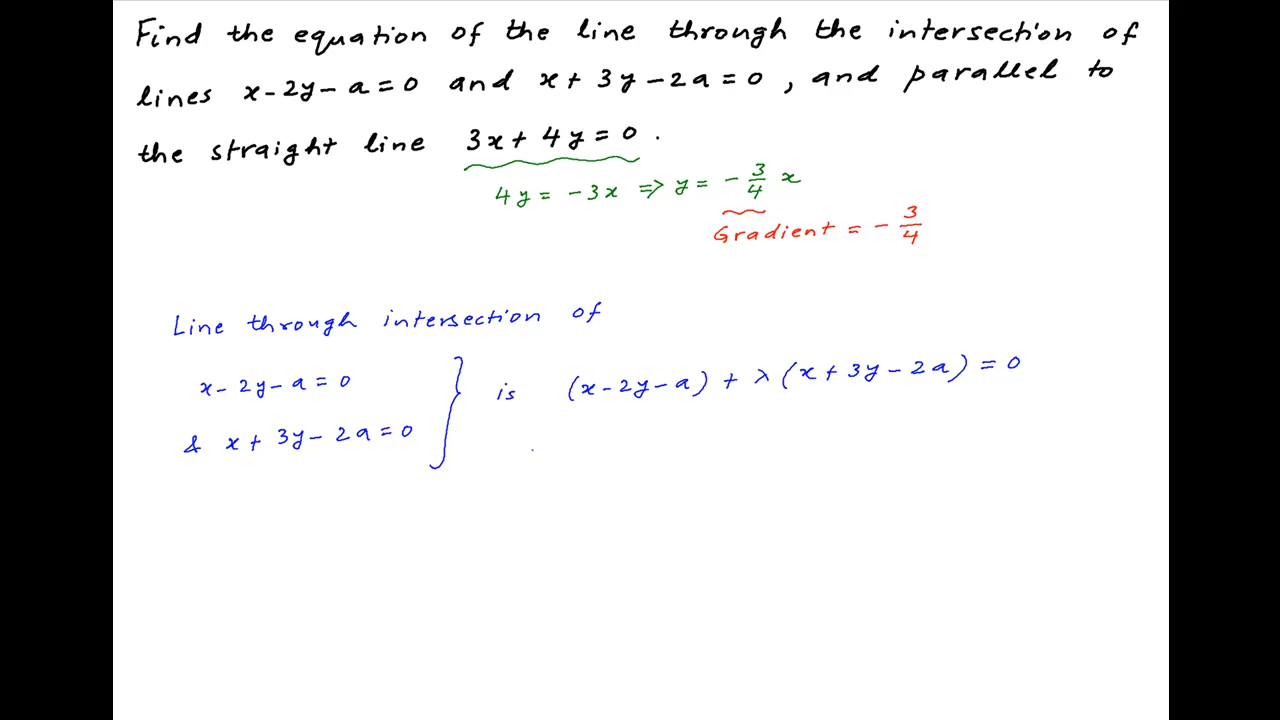 Find the equation of the line through the intersection of
lines x - 2y - a = 0 and x + 3y - 2a = 0 , and parallel to
the straight line 3x + 4y = 0 .
4y = -3x => y = - 3/4 x
Gradient = - 3/4
Line through intersection of
x - 2y - a = 0
& x + 3y - 2a = 0
is (x - 2y - a) + λ (x + 3y - 2a) = 0